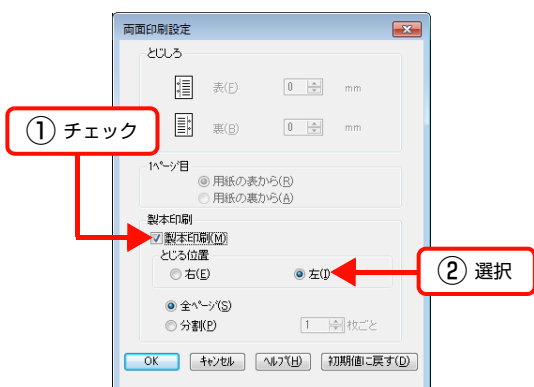 両面印刷設定
とじしろ
表(F) 0 mm
① チェック
裏(B) 0 mm
1ページ目
用紙の表から(R)
用紙の裏から(A)
製本印刷
製本印刷(M)
とじる位置
右(E) 左(I)
② 選択
全ページ(S)
分割(P) 1 枚ごと
OK キャンセル ヘルプ(H) 初期値に戻す(D)